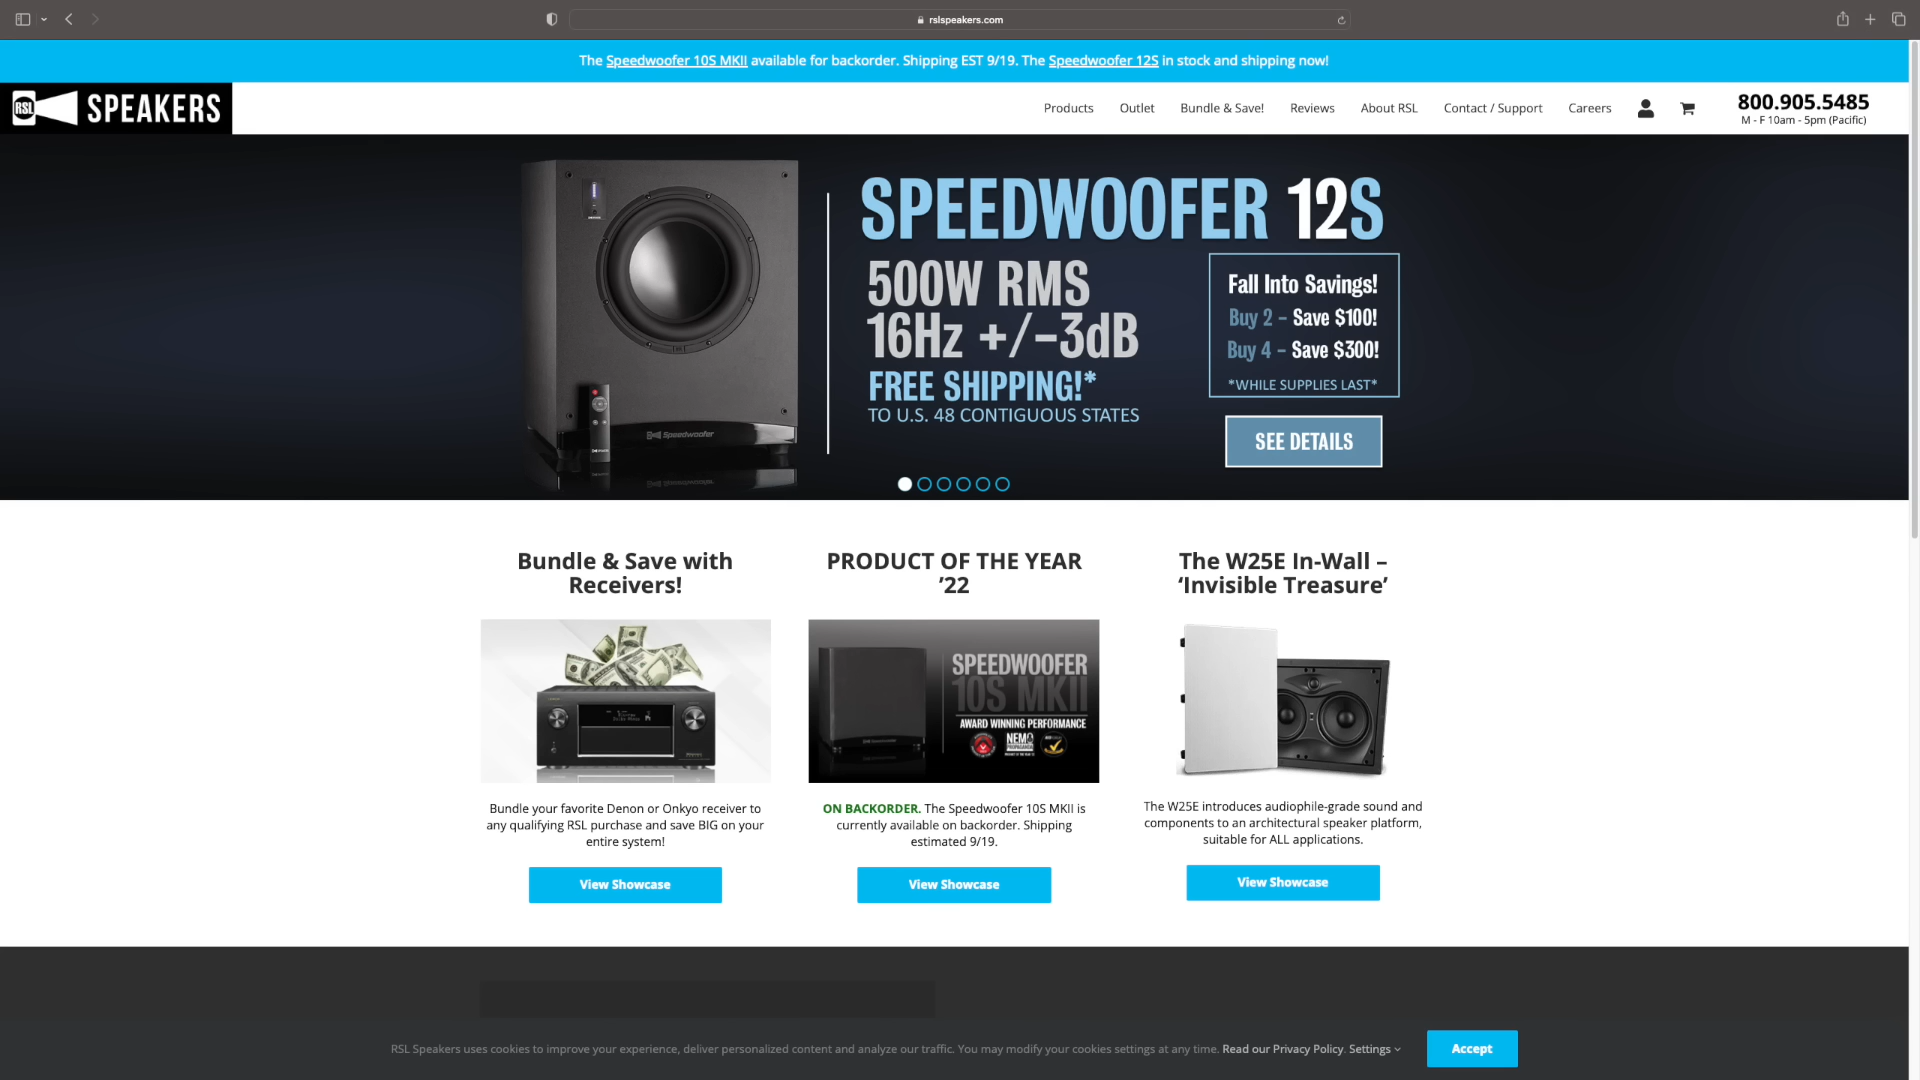 rslspeakers.com
The Speedwoofer 10S MKII available for backorder. Shipping EST 9/19. The Speedwoofer 12S in stock and shipping now!
RSL SPEAKERS
Products Outlet Bundle & Save! Reviews About RSL Contact / Support Careers
800.905.5485
M - F 10am - 5pm (Pacific)
SPEEDWOOFER 12S
500W RMS
16Hz +/-3dB
FREE SHIPPING!*
TO U.S. 48 CONTIGUOUS STATES
Fall Into Savings!
Buy 2 – Save $100!
Buy 4 – Save $300!
*WHILE SUPPLIES LAST*
SEE DETAILS
Speedwoofer
Bundle & Save with
Receivers!
PRODUCT OF THE YEAR
’22
The W25E In-Wall –
‘Invisible Treasure’
SPEEDWOOFER
10S MKII
AWARD WINNING PERFORMANCE
NEMO
Bundle your favorite Denon or Onkyo receiver to
any qualifying RSL purchase and save BIG on your
entire system!
ON BACKORDER. The Speedwoofer 10S MKII is
currently available on backorder. Shipping
estimated 9/19.
The W25E introduces audiophile-grade sound and
components to an architectural speaker platform,
suitable for ALL applications.
View Showcase
View Showcase
View Showcase
RSL Speakers uses cookies to improve your experience, deliver personalized content and analyze our traffic. You may modify your cookies settings at any time. Read our Privacy Policy. Settings
Accept